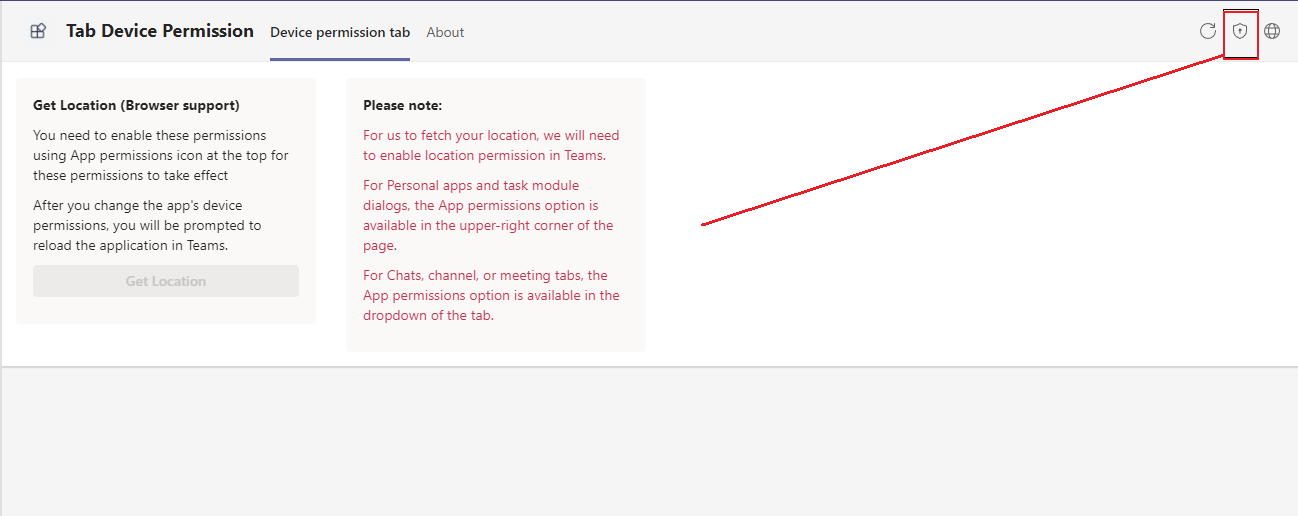 Tab Device Permission Device permission tab About
Get Location (Browser support)
You need to enable these permissions
using App permissions icon at the top for
these permissions to take effect
After you change the app's device
permissions, you will be prompted to
reload the application in Teams.
Get Location
Please note:
For us to fetch your location, we will need
to enable location permission in Teams.
For Personal apps and task module
dialogs, the App permissions option is
available in the upper-right corner of the
page.
For Chats, channel, or meeting tabs, the
App permissions option is available in the
dropdown of the tab.